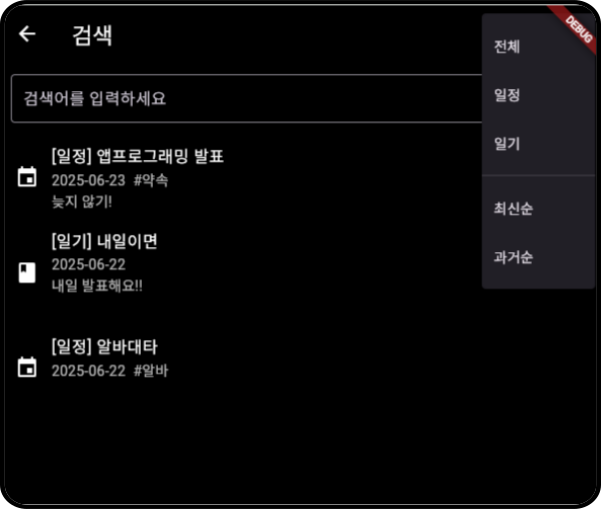 검색
DEBUG
검색어를 입력하세요
[일정] 앱프로그래밍 발표
2025-06-23 #약속
늦지 않기!
[일기] 내일이면
2025-06-22
내일 발표해요!!
[일정] 알바대타
2025-06-22 #알바
전체
일정
일기
최신순
과거순